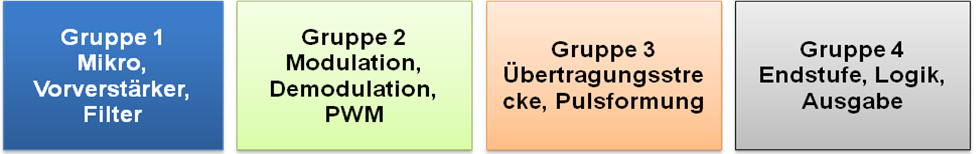 Gruppe 1
Mikro,
Vorverstärker,
Filter
Gruppe 2
Modulation,
Demodulation,
PWM
Gruppe 3
Übertragungsstre
cke, Pulsformung
Gruppe 4
Endstufe, Logik,
Ausgabe